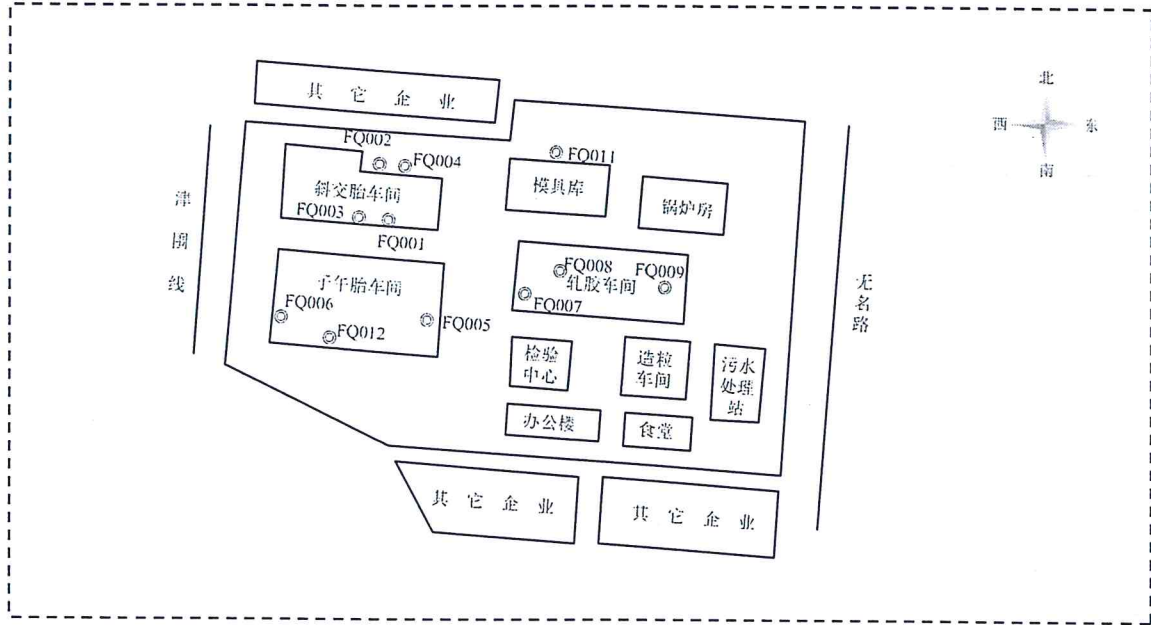 其它企业
北
西
东
南
FQ002
FQ004
FQ011
斜交胎车间
FQ003
FQ001
模具库
锅炉房
津
围
线
子午胎车间
FQ006
FQ012
FQ005
FQ008
FQ009
轧胶车间
FQ007
无
名
路
检验
中心
造粒
车间
污水
处理
站
办公楼
食堂
其它企业
其它企业